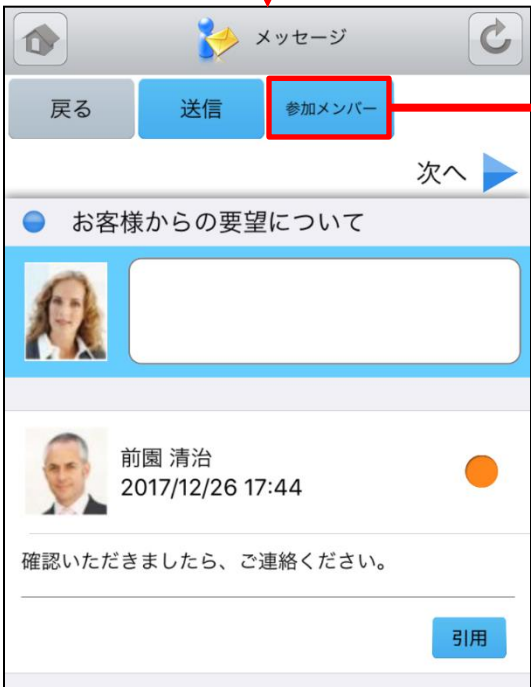 メッセージ
戻る
送信
参加メンバー
次へ
お客様からの要望について
前園 清治
2017/12/26 17:44
確認いただきましたら、ご連絡ください。
引用